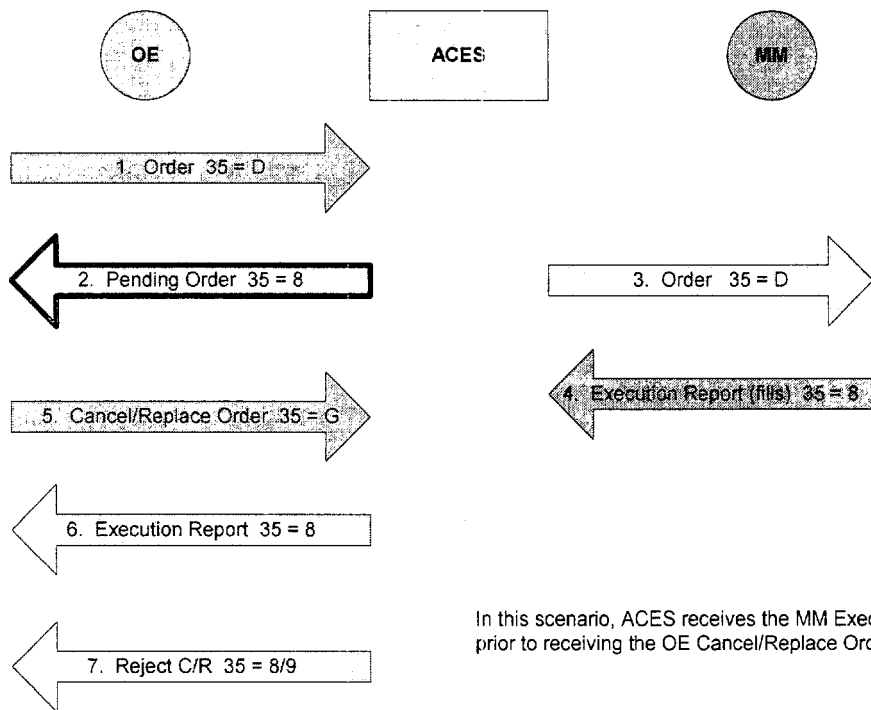 OE
ACES
MM
1. Order 35 = D
2. Pending Order 35 = 8
3. Order 35 = D
4. Execution Report (fills) 35 = 8
5. Cancel/Replace Order 35 = G
6. Execution Report 35 = 8
In this scenario, ACES receives the MM Exec
prior to receiving the OE Cancel/Replace Ord
7. Reject C/R 35 = 8/9